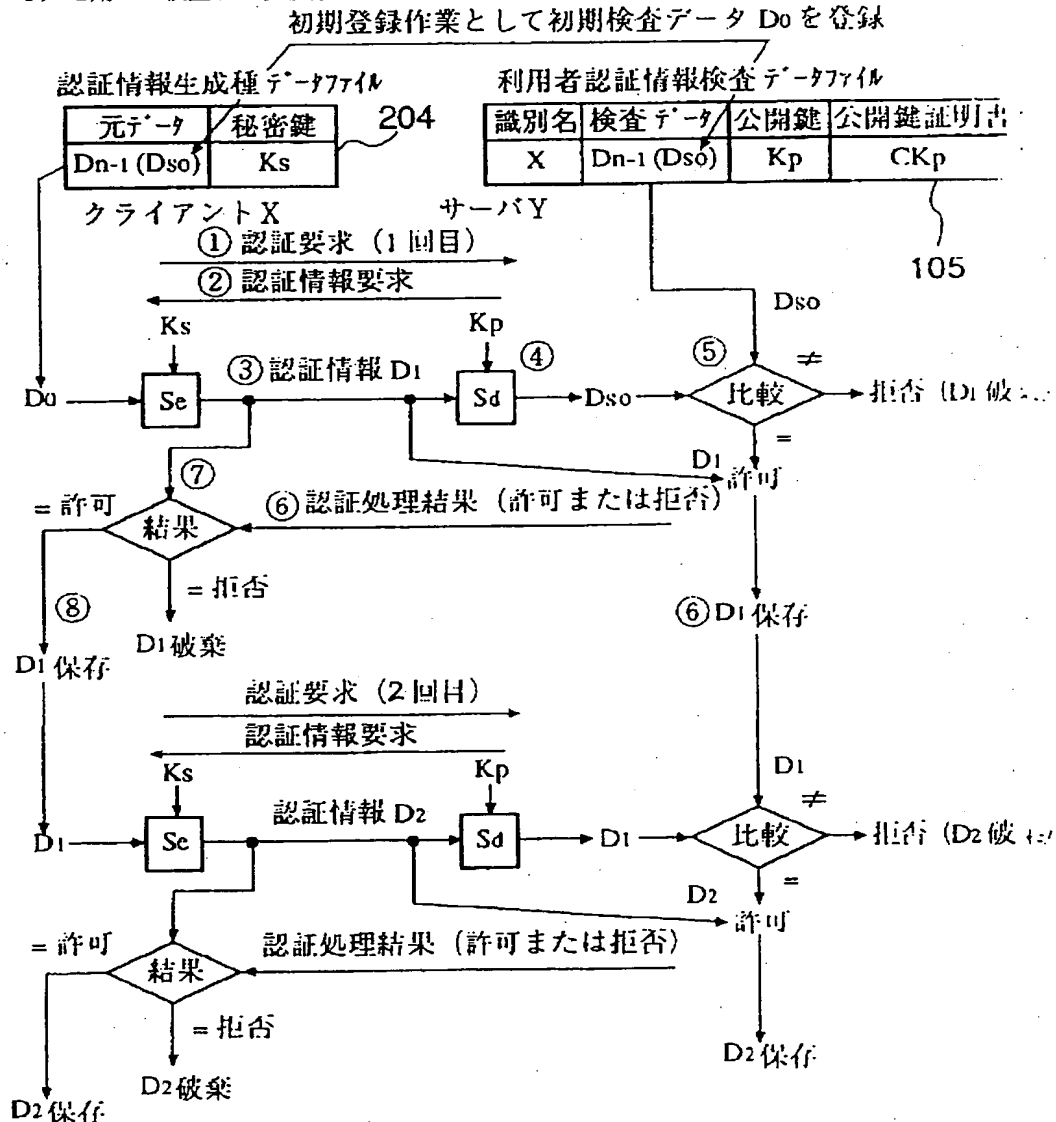 初期登録作業として初期検査データ Do を登録
認証情報生成種データファイル
利用者認証情報検査データファイル
元データ 秘密鍵
204
Dn-1 (Dso) Ks
識別名 検査データ 公開鍵 公開鍵証明書
X Dn-1 (Dso) Kp CKp
クライアントX
サーバY
105
① 認証要求 (1回目)
② 認証情報要求
Dso
Ks
Kp
③ 認証情報 D1
④
⑤
≠
Do
Se
Sd
Dso
比較
拒否 (D1 破
=
D1
許可
⑦
= 許可
結果
⑥ 認証処理結果 (許可または拒否)
= 拒否
⑧
D1 破棄
⑥ D1 保存
D1 保存
認証要求 (2回目)
認証情報要求
D1
Ks
Kp
認証情報 D2
≠
D1
Se
Sd
D1
比較
拒否 (D2 破
=
D2
許可
= 許可
結果
認証処理結果 (許可または拒否)
= 拒否
D2 保存
D2 破棄
D2 保存